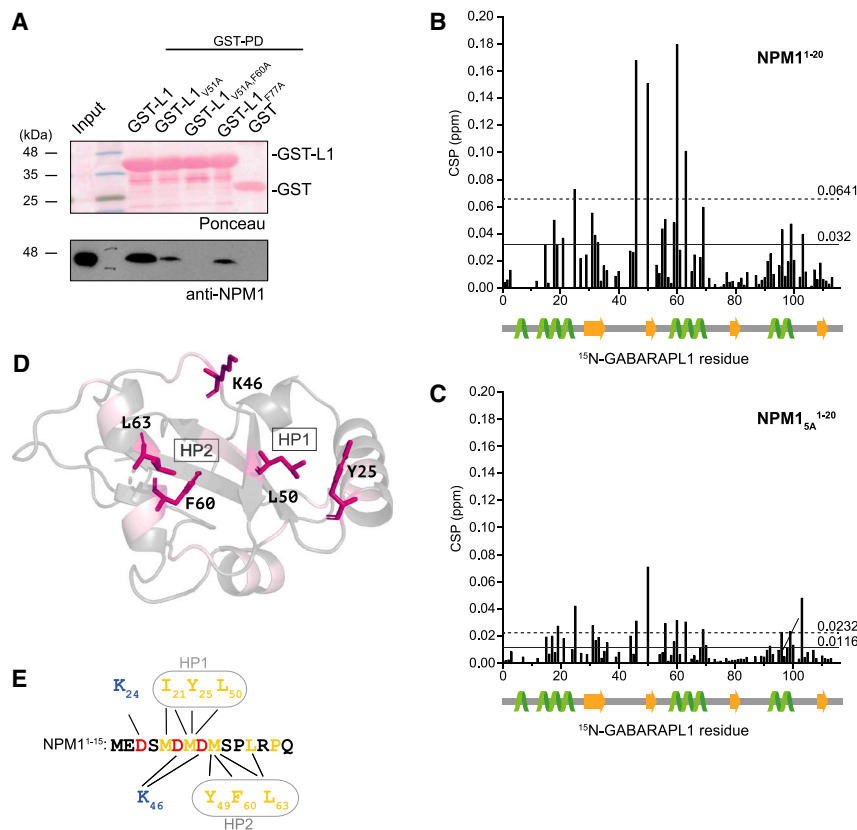 A
GST-PD
Input
GST-L1
GST-L1V51A
GST-L1V51A,F60A
GST-L1F77A
GST
(kDa)
48
35
25
-GST-L1
-GST
Ponceau
48
anti-NPM1
B
NPM1¹⁻²⁰
CSP (ppm)
0.20
0.18
0.16
0.14
0.12
0.10
0.08
0.06
0.04
0.02
0.00
0.0641
0.032
0 20 40 60 80 100
¹⁵N-GABARAPL1 residue
C
NPM1₅A¹⁻²⁰
CSP (ppm)
0.20
0.18
0.16
0.14
0.12
0.10
0.08
0.06
0.04
0.02
0.00
0.0232
0.0116
0 20 40 60 80 100
¹⁵N-GABARAPL1 residue
D
K46
L63
HP2
HP1
Y25
F60
L50
E
HP1
K24 I21Y25 L50
NPM1¹⁻¹⁵: MEDSMDMDMSPLRPQ
K46 Y49F60 L63
HP2